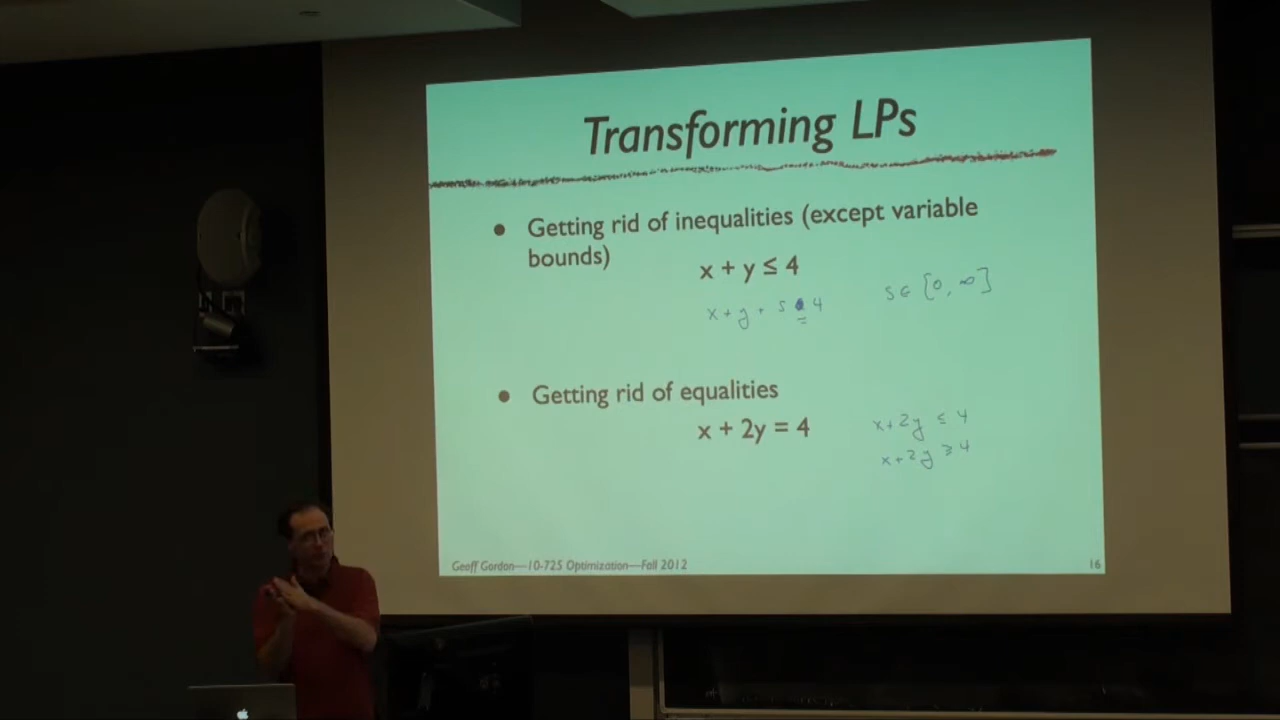 Transforming LPs
• Getting rid of inequalities (except variable
bounds)
x + y ≤ 4
x + y + s = 4
s ∈ [0, ∞]
• Getting rid of equalities
x + 2y = 4
x + 2y ≤ 4
x + 2y ≥ 4
Geoff Gordon—10-725 Optimization—Fall 2012
16